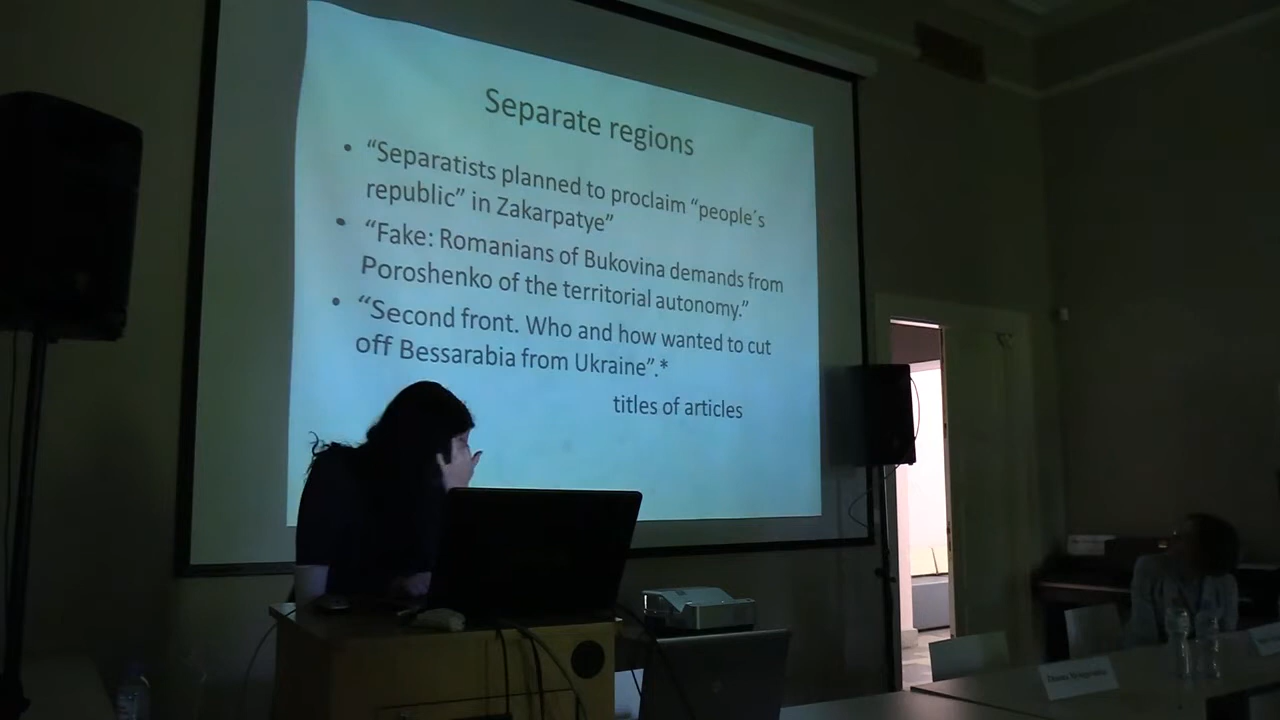 Separate regions
• “Separatists planned to proclaim “people´s
republic” in Zakarpatye”
• “Fake: Romanians of Bukovina demands from
Poroshenko of the territorial autonomy.”
• “Second front. Who and how wanted to cut
off Bessarabia from Ukraine”.*
titles of articles